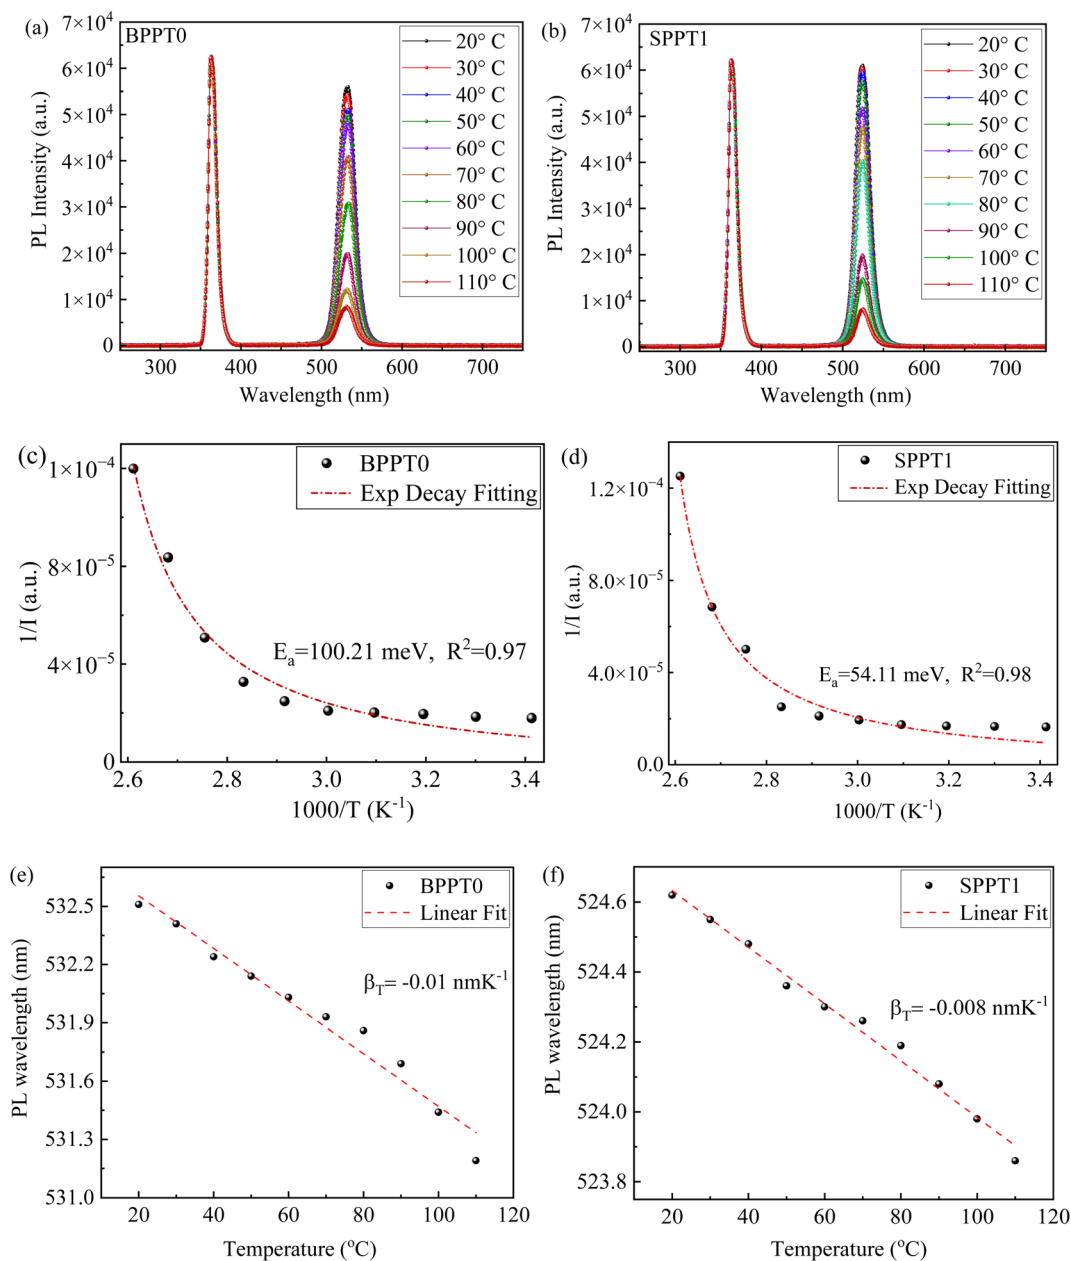 (a)
BPPT0
7×10⁴
6×10⁴
5×10⁴
4×10⁴
3×10⁴
2×10⁴
1×10⁴
0
PL Intensity (a.u.)
20° C
30° C
40° C
50° C
60° C
70° C
80° C
90° C
100° C
110° C
300 400 500 600 700
Wavelength (nm)
(b)
SPPT1
7×10⁴
6×10⁴
5×10⁴
4×10⁴
3×10⁴
2×10⁴
1×10⁴
0
PL Intensity (a.u.)
20° C
30° C
40° C
50° C
60° C
70° C
80° C
90° C
100° C
110° C
300 400 500 600 700
Wavelength (nm)
(c)
1×10⁻⁴
8×10⁻⁵
4×10⁻⁵
0
1/I (a.u.)
BPPT0
Exp Decay Fitting
Eₐ=100.21 meV, R²=0.97
2.6 2.8 3.0 3.2 3.4
1000/T (K⁻¹)
(d)
1.2×10⁻⁴
8.0×10⁻⁵
4.0×10⁻⁵
0.0
1/I (a.u.)
SPPT1
Exp Decay Fitting
Eₐ=54.11 meV, R²=0.98
2.6 2.8 3.0 3.2 3.4
1000/T (K⁻¹)
(e)
532.5
532.2
531.9
531.6
531.3
531.0
PL wavelength (nm)
BPPT0
Linear Fit
β_T= -0.01 nmK⁻¹
20 40 60 80 100 120
Temperature (°C)
(f)
524.6
524.4
524.2
524.0
523.8
PL wavelength (nm)
SPPT1
Linear Fit
β_T= -0.008 nmK⁻¹
20 40 60 80 100 120
Temperature (°C)